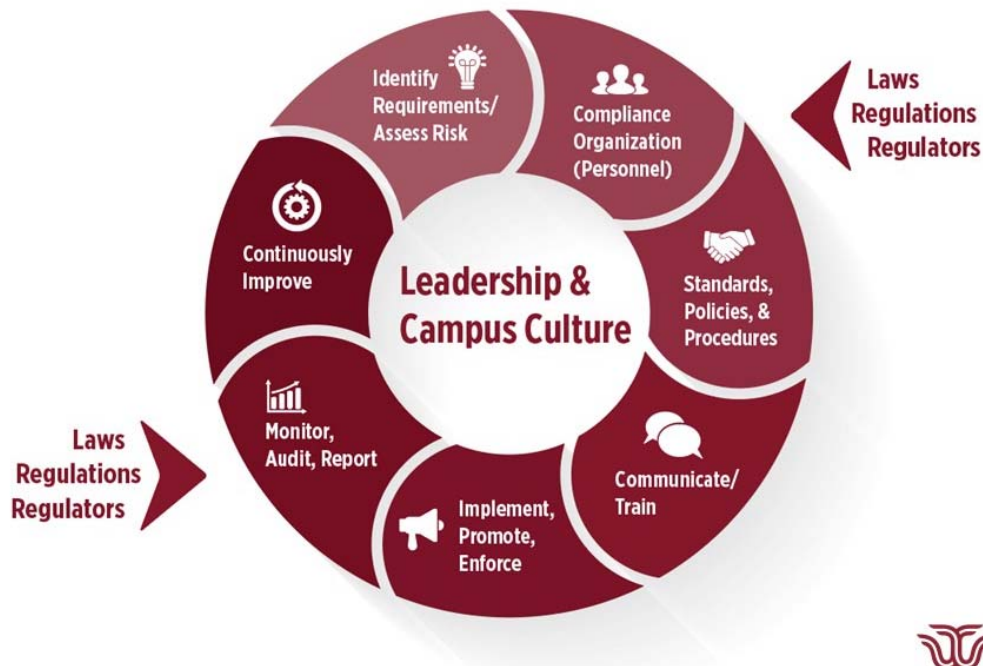 Identify
Requirements/
Assess Risk
Compliance
Organization
(Personnel)
Laws
Regulations
Regulators
Standards,
Policies, &
Procedures
Communicate/
Train
Implement,
Promote,
Enforce
Monitor,
Audit, Report
Continuously
Improve
Leadership &
Campus Culture
Laws
Regulations
Regulators